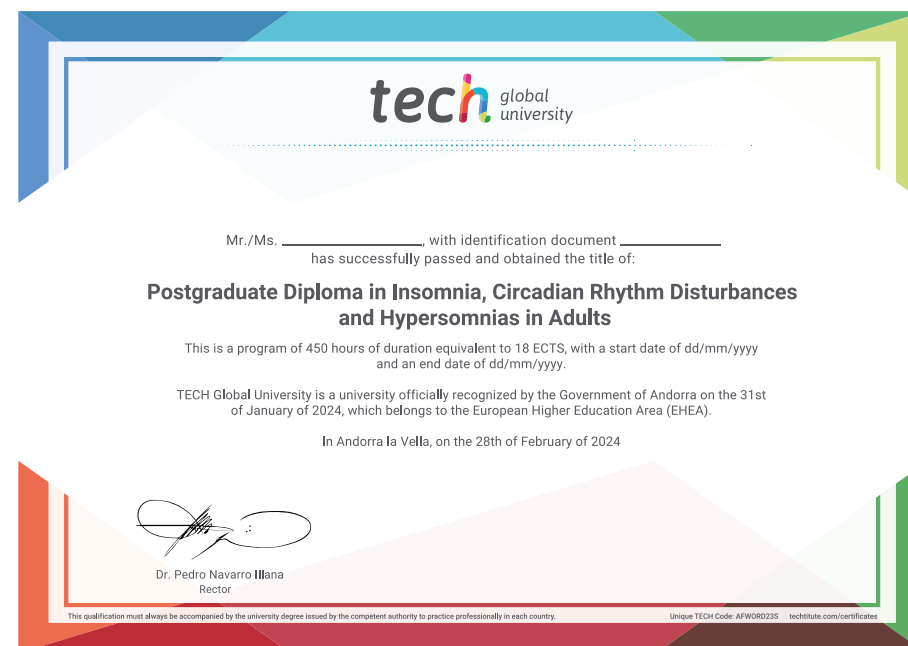 tech global university
Mr./Ms. ____________________, with identification document ______________
has successfully passed and obtained the title of:
Postgraduate Diploma in Insomnia, Circadian Rhythm Disturbances
and Hypersomnias in Adults
This is a program of 450 hours of duration equivalent to 18 ECTS, with a start date of dd/mm/yyyy
and an end date of dd/mm/yyyy.
TECH Global University is a university officially recognized by the Government of Andorra on the 31st
of January of 2024, which belongs to the European Higher Education Area (EHEA).
In Andorra la Vella, on the 28th of February of 2024
Dr. Pedro Navarro Illana
Rector
This qualification must always be accompanied by the university degree issued by the competent authority to practice professionally in each country.
Unique TECH Code: AFWORD23S techtitute.com/certificates